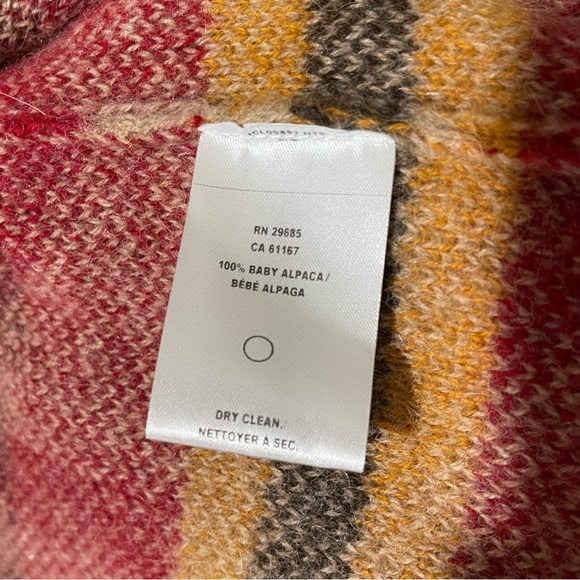 RN 29685
CA 61167
100% BABY ALPACA/
BÉBÉ ALPAGA
DRY CLEAN.
NETTOYER À SEC.